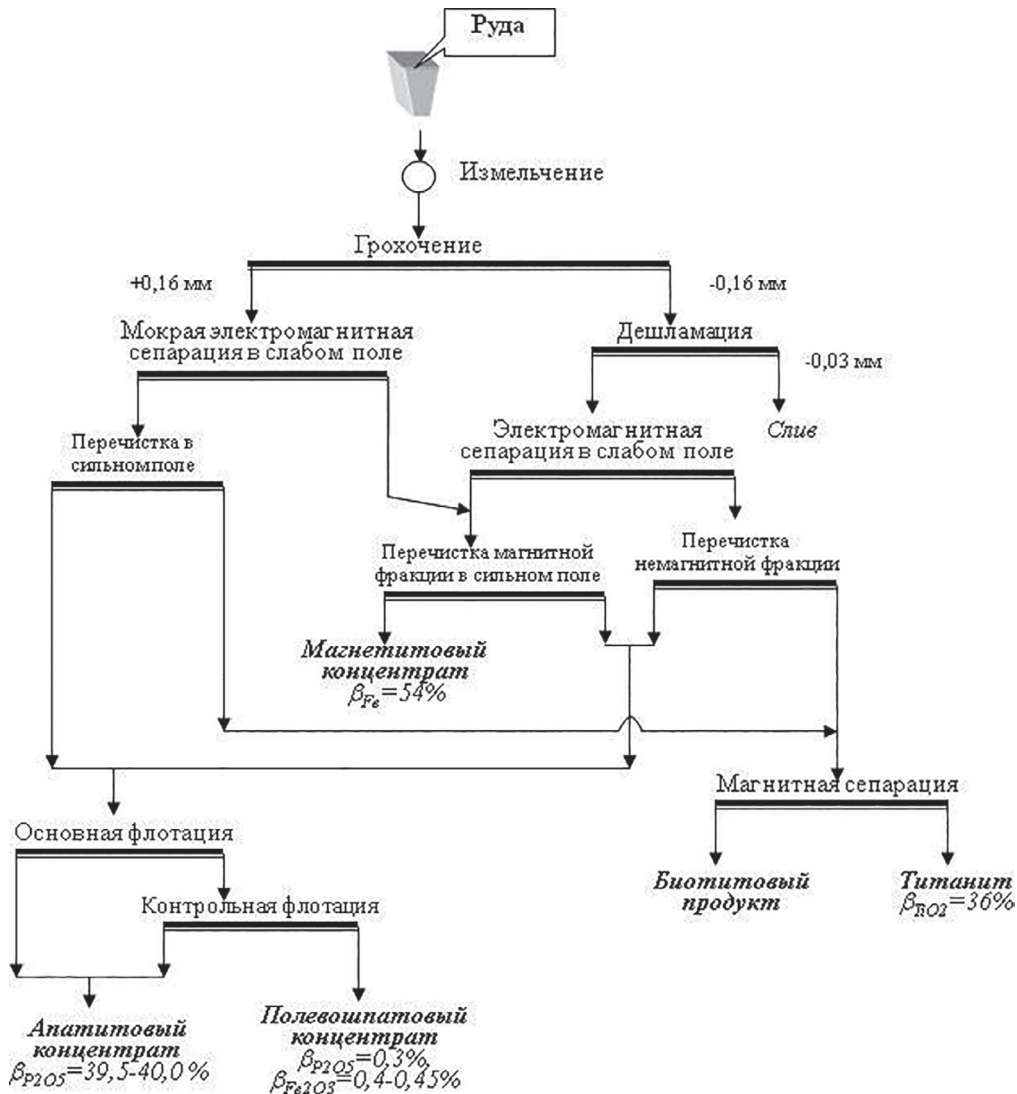 Руда
Измельчение
Грохочение
+0,16 мм
-0,16 мм
Мокрая электромагнитная
сепарация в слабом поле
Дешламация
-0,03 мм
Слив
Перечистка в
сильном поле
Электромагнитная
сепарация в слабом поле
Перечистка магнитной
фракции в сильном поле
Перечистка
немагнитной фракции
Магнетитовый
концентрат
βFe=54%
Магнитная сепарация
Основная флотация
Биотитовый
продукт
Титанит
βTiO2=36%
Контрольная флотация
Апатитовый
концентрат
βP2O5=39,5-40,0%
Полевошпатовый
концентрат
βP2O5=0,3%,
βFe2O3=0,4-0,45%